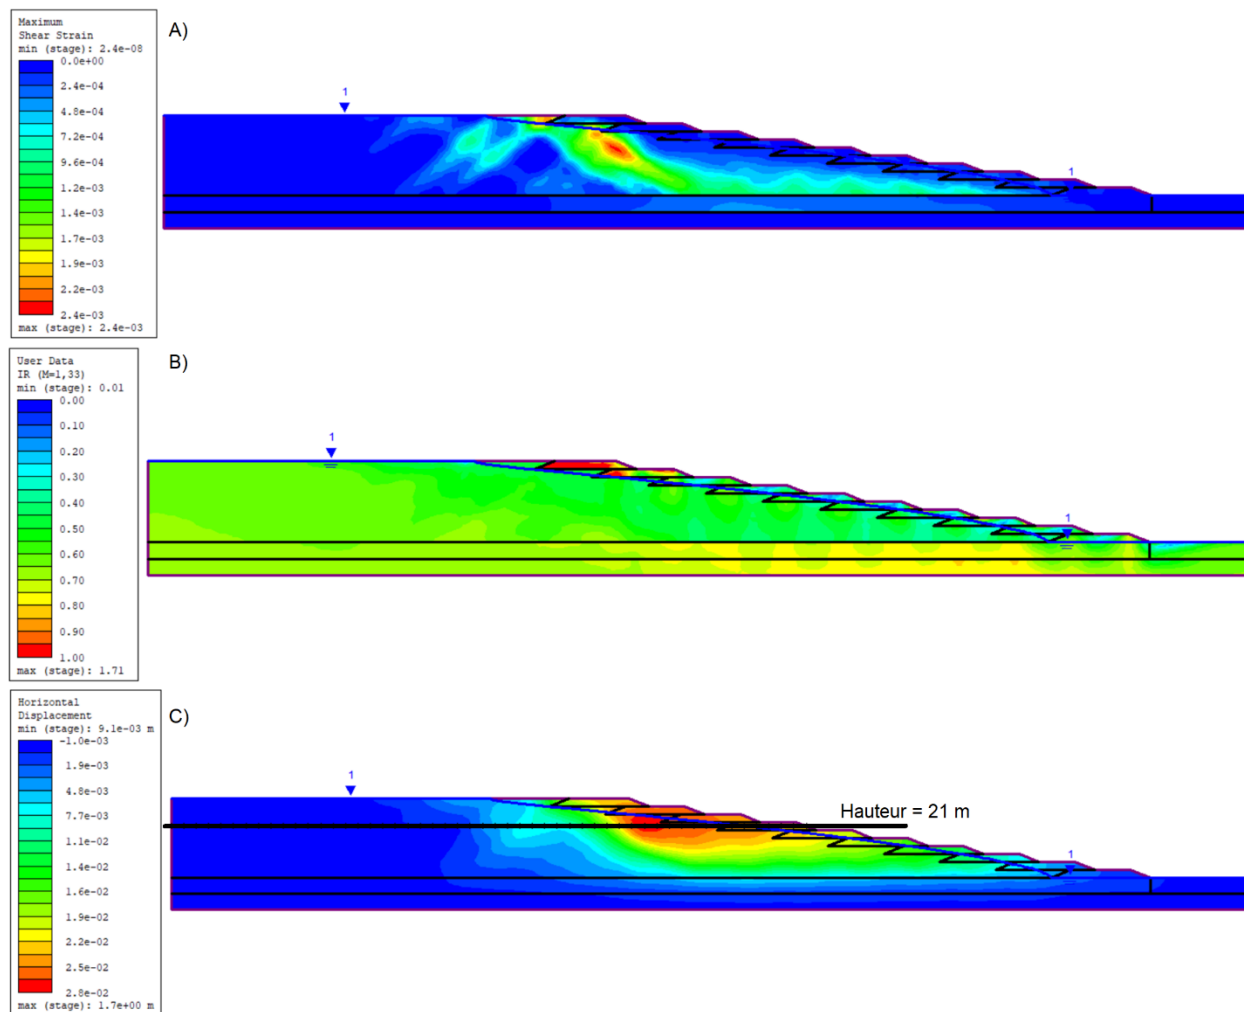 Maximum
Shear Strain
min (stage): 2.4e-08
0.0e+00
2.4e-04
4.8e-04
7.2e-04
9.6e-04
1.2e-03
1.4e-03
1.7e-03
1.9e-03
2.2e-03
2.4e-03
max (stage): 2.4e-03
A)
1
1
User Data
IR (M=1,33)
min (stage): 0.01
0.00
0.10
0.20
0.30
0.40
0.50
0.60
0.70
0.80
0.90
1.00
max (stage): 1.71
B)
1
1
Horizontal
Displacement
min (stage): 9.1e-03 m
-1.0e-03
1.9e-03
4.8e-03
7.7e-03
1.1e-02
1.4e-02
1.6e-02
1.9e-02
2.2e-02
2.5e-02
2.8e-02
max (stage): 1.7e+00 m
C)
1
Hauteur = 21 m
1